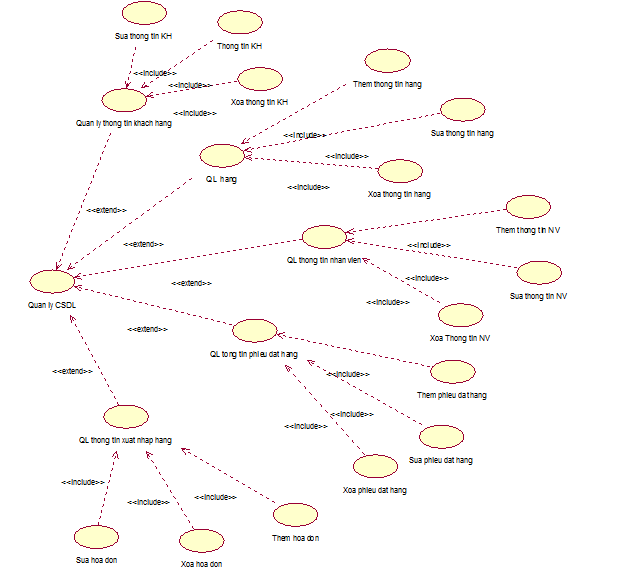 Sua thong tin KH
Thong tin KH
<<include>>
<<include>>
Xoa thong tin KH
<<include>>
Quan ly thong tin khach hang
Them thong tin hang
<<include>>
Sua thong tin hang
<<include>>
QL hang
<<include>>
Xoa thong tin hang
<<extend>>
Them thong tin NV
<<extend>>
<<include>>
QL thong tin nhan vien
<<include>>
<<extend>>
Sua thong tin NV
Quan ly CSDL
<<include>>
<<extend>>
Xoa Thong tin NV
QL tong tin phieu dat hang
<<extend>>
<<include>>
Them phieu dat hang
<<include>>
<<include>>
QL thong tin xuat nhap hang
Sua phieu dat hang
<<include>>
Xoa phieu dat hang
<<include>>
<<include>>
Them hoa don
Sua hoa don
Xoa hoa don